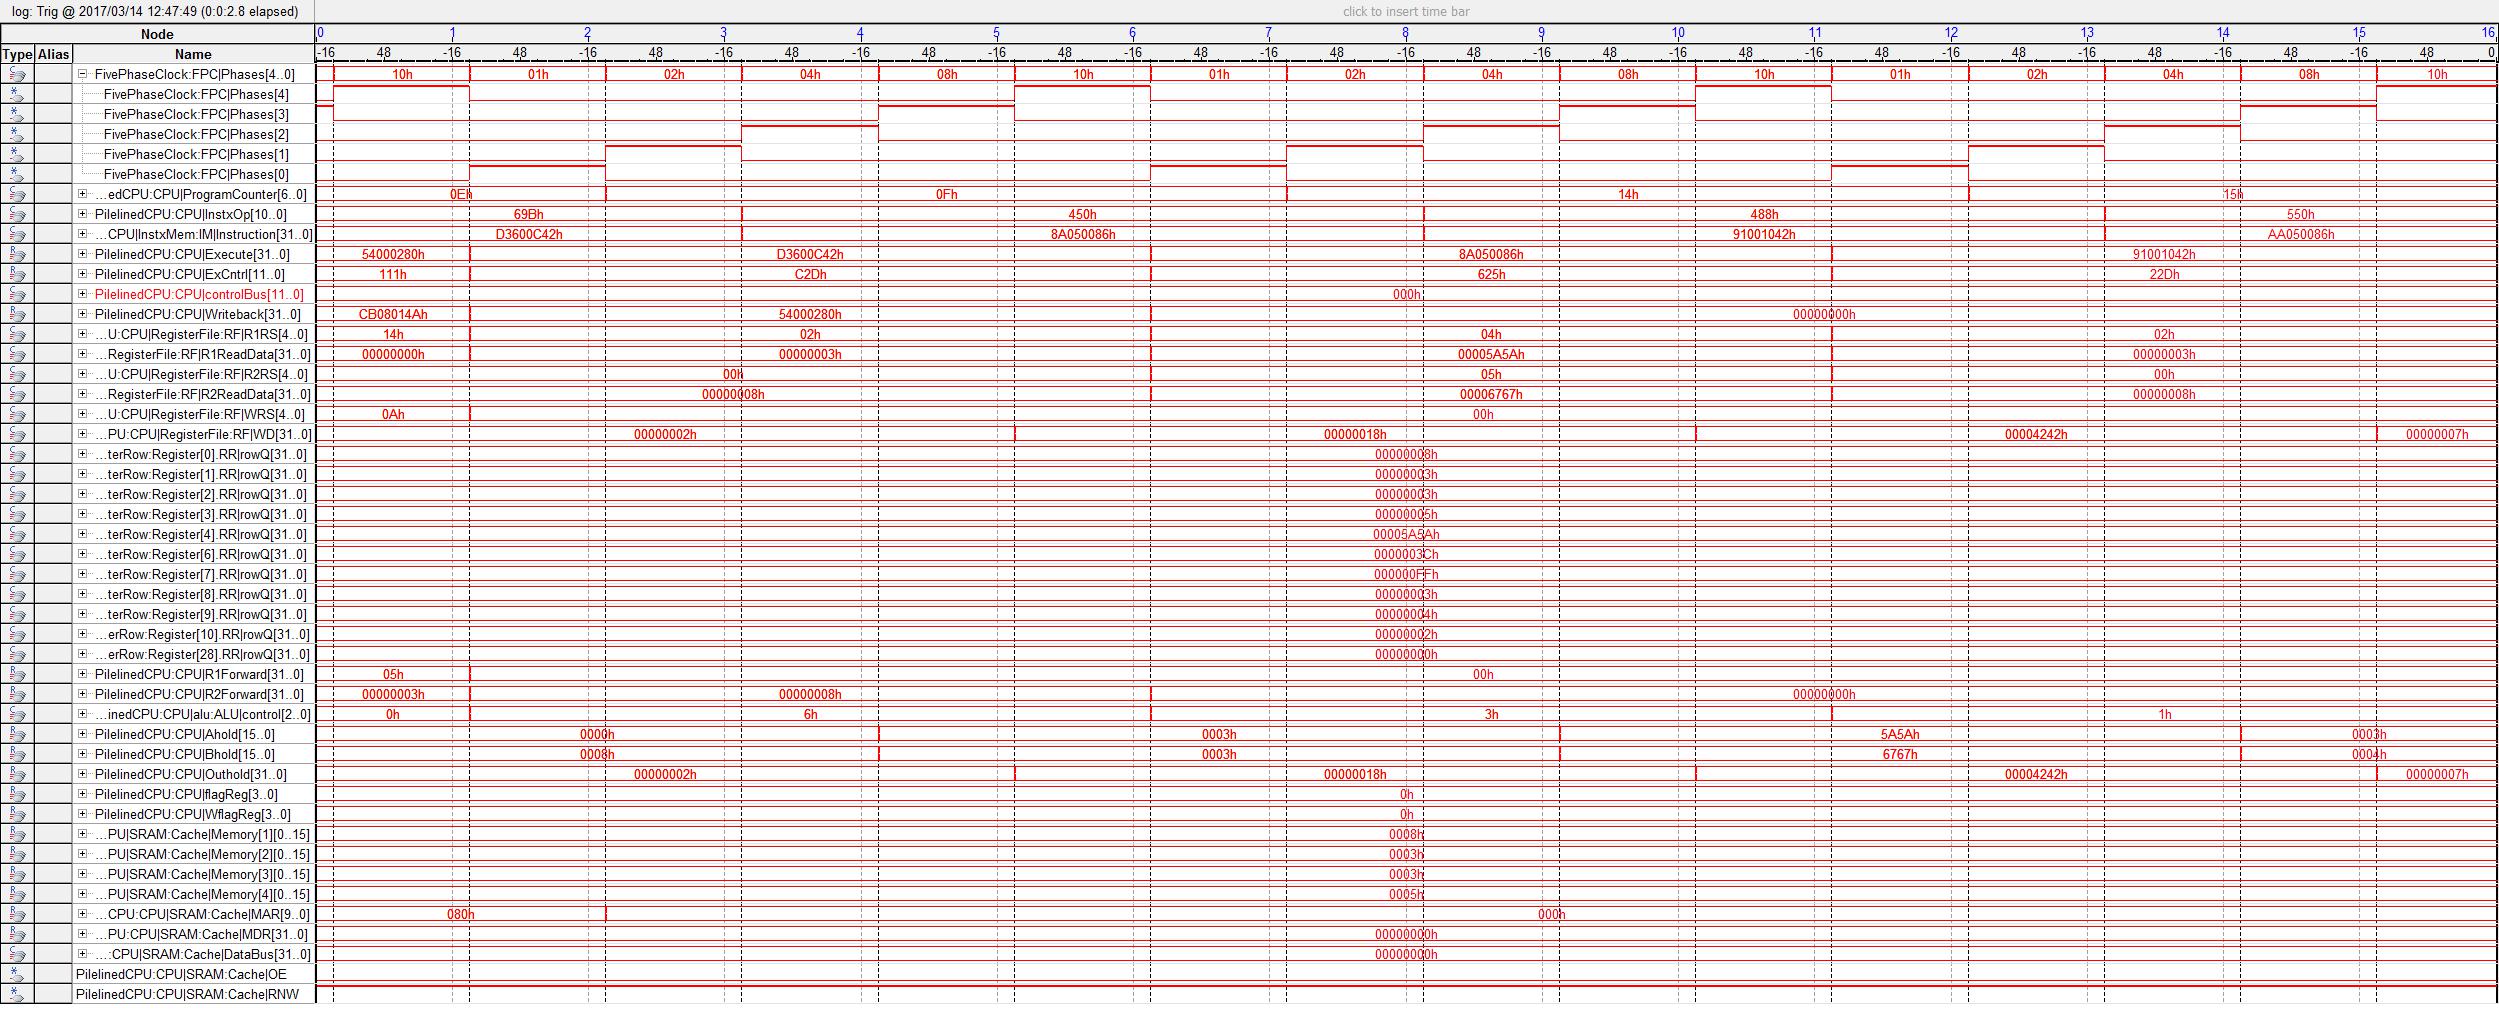 log: Trig @ 2017/03/14 12:47:49 (0:0:2.8 elapsed) click to insert time bar
Node 0 1 2 3 4 5 6 7 8 9 10 11 12 13 14 15 16
Type Alias Name -16 48 -16 48 -16 48 -16 48 -16 48 -16 48 -16 48 -16 48 -16 48 -16 48 -16 48 -16 48 -16 48 -16 48 -16 48 -16 48 0
FivePhaseClock:FPC|Phases[4..0] 10h 01h 02h 04h 08h 10h 01h 02h 04h 08h 10h 01h 02h 04h 08h 10h
FivePhaseClock:FPC|Phases[4]
FivePhaseClock:FPC|Phases[3]
FivePhaseClock:FPC|Phases[2]
FivePhaseClock:FPC|Phases[1]
FivePhaseClock:FPC|Phases[0]
...edCPU:CPU|ProgramCounter[6..0] 0Eh 0Fh 14h 15h
PilelinedCPU:CPU|InstxOp[10..0] 69Bh 450h 488h 550h
...CPU|InstxMem:IM|Instruction[31..0] D3600C42h 8A050086h 91001042h AA050086h
PilelinedCPU:CPU|Execute[31..0] 54000280h D3600C42h 8A050086h 91001042h
PilelinedCPU:CPU|ExCntrl[11..0] 111h C2Dh 625h 22Dh
PilelinedCPU:CPU|controlBus[11..0] 000h
PilelinedCPU:CPU|Writeback[31..0] CB08014Ah 54000280h 00000000h
...U:CPU|RegisterFile:RF|R1RS[4..0] 14h 02h 04h 02h
...RegisterFile:RF|R1ReadData[31..0] 00000000h 00000003h 00005A5Ah 00000003h
...U:CPU|RegisterFile:RF|R2RS[4..0] 00h 05h 00h
...RegisterFile:RF|R2ReadData[31..0] 00000008h 00006767h 00000008h
...U:CPU|RegisterFile:RF|WRS[4..0] 0Ah 00h
...PU:CPU|RegisterFile:RF|WD[31..0] 00000002h 00000018h 00004242h 00000007h
...terRow:Register[0].RR|rowQ[31..0] 00000008h
...terRow:Register[1].RR|rowQ[31..0] 00000003h
...terRow:Register[2].RR|rowQ[31..0] 00000003h
...terRow:Register[3].RR|rowQ[31..0] 00000005h
...terRow:Register[4].RR|rowQ[31..0] 00005A5Ah
...terRow:Register[6].RR|rowQ[31..0] 0000003Ch
...terRow:Register[7].RR|rowQ[31..0] 000000FFh
...terRow:Register[8].RR|rowQ[31..0] 00000003h
...terRow:Register[9].RR|rowQ[31..0] 00000004h
...erRow:Register[10].RR|rowQ[31..0] 00000002h
...erRow:Register[28].RR|rowQ[31..0] 00000000h
PilelinedCPU:CPU|R1Forward[31..0] 05h 00h
PilelinedCPU:CPU|R2Forward[31..0] 00000003h 00000008h 00000000h
...inedCPU:CPU|alu:ALU|control[2..0] 0h 6h 3h 1h
PilelinedCPU:CPU|Ahold[15..0] 0000h 0003h 5A5Ah 0003h
PilelinedCPU:CPU|Bhold[15..0] 0008h 0003h 6767h 0004h
PilelinedCPU:CPU|Outhold[31..0] 00000002h 00000018h 00004242h 00000007h
PilelinedCPU:CPU|flagReg[3..0] 0h
PilelinedCPU:CPU|WflagReg[3..0] 0h
...PU|SRAM:Cache|Memory[1][0..15] 0008h
...PU|SRAM:Cache|Memory[2][0..15] 0003h
...PU|SRAM:Cache|Memory[3][0..15] 0003h
...PU|SRAM:Cache|Memory[4][0..15] 0005h
...CPU:CPU|SRAM:Cache|MAR[9..0] 080h 000h
...PU:CPU|SRAM:Cache|MDR[31..0] 00000000h
...:CPU|SRAM:Cache|DataBus[31..0] 00000000h
PilelinedCPU:CPU|SRAM:Cache|OE
PilelinedCPU:CPU|SRAM:Cache|RNW